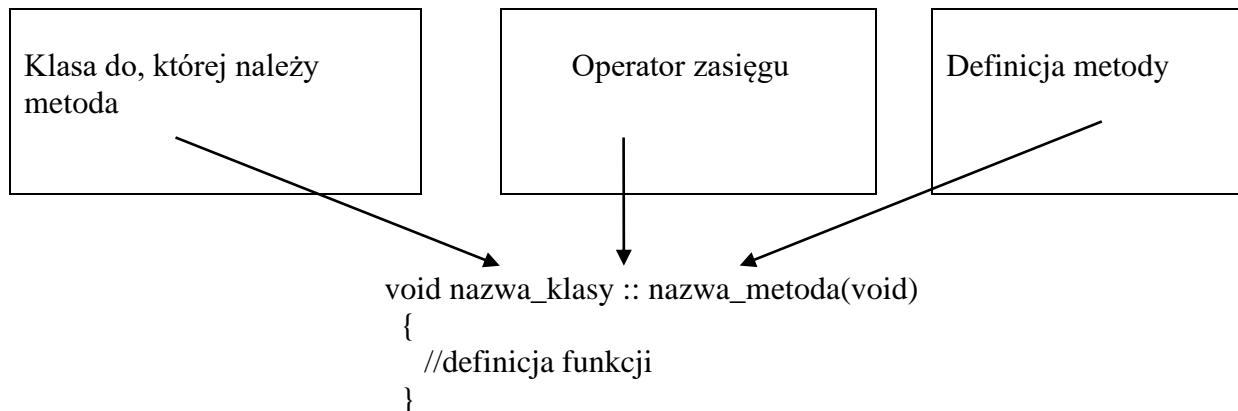 Klasa do, której należy
metoda
Operator zasięgu
Definicja metody
void nazwa_klasy :: nazwa_metoda(void)
{
//definicja funkcji
}